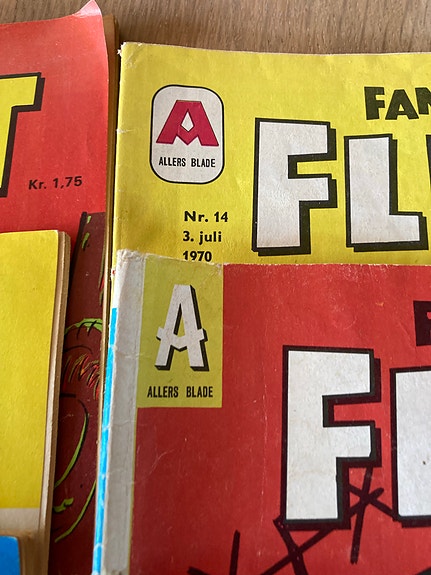 T
Kr. 1,75
A
ALLERS BLADE
Nr. 14
3. juli
1970
FAN
FL
A
ALLERS BLADE
F